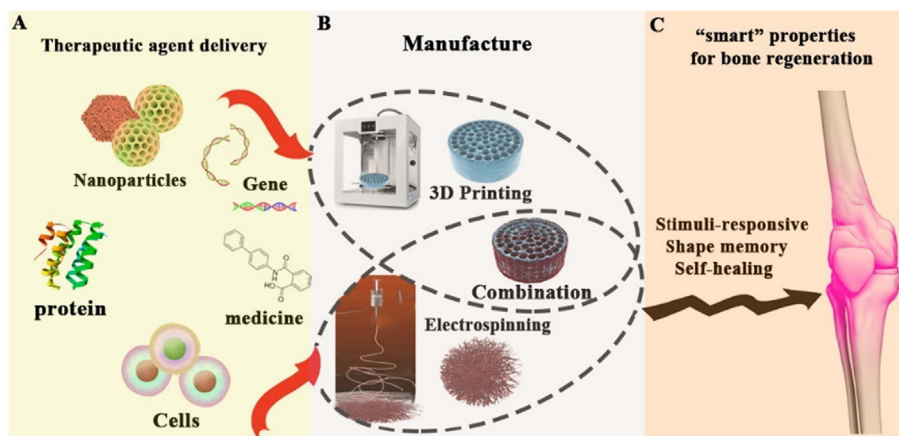 A
Therapeutic agent delivery
Nanoparticles
Gene
protein
HO
O
N
H
O
medicine
Cells
B
Manufacture
3D Printing
Combination
Electrospinning
C
“smart” properties
for bone regeneration
Stimuli-responsive
Shape memory
Self-healing